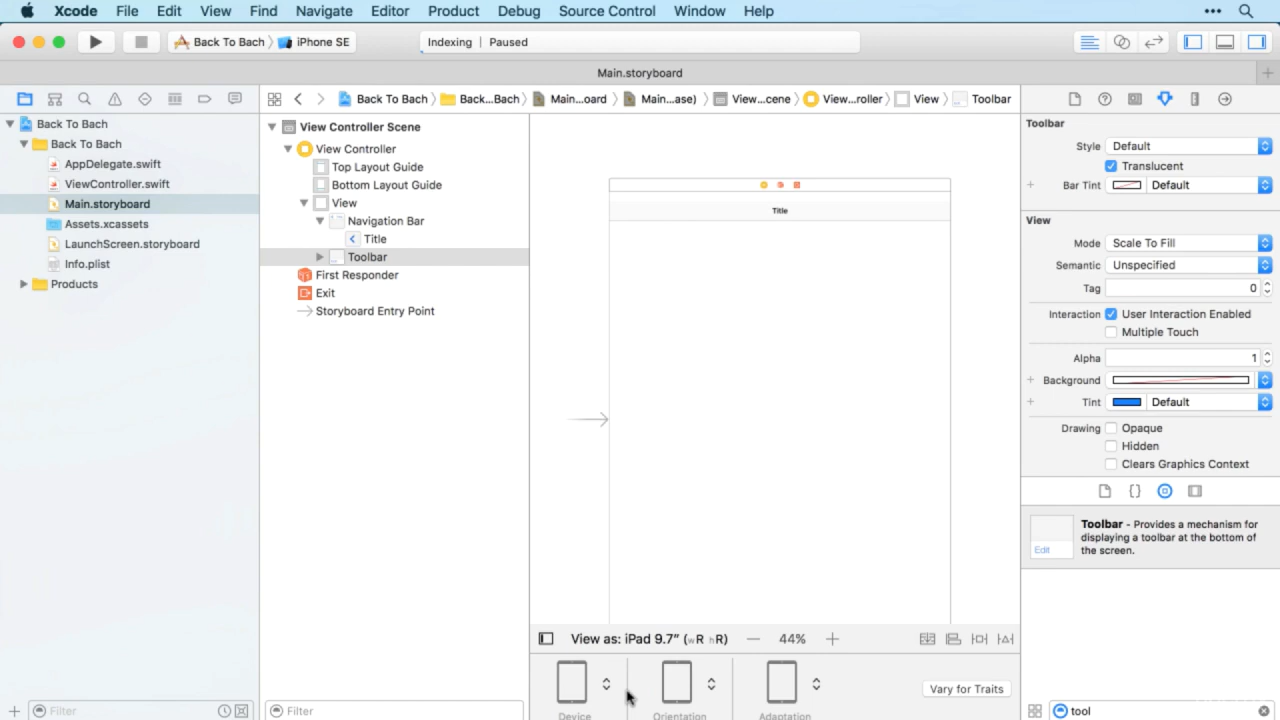 Xcode File Edit View Find Navigate Editor Product Debug Source Control Window Help
Back To Bach iPhone SE Indexing | Paused
Main.storyboard
Back To Bach Back...Bach Main...oard Main...ase) View...cene View...roller View Toolbar
Back To Bach
Back To Bach
AppDelegate.swift
ViewController.swift
Main.storyboard
Assets.xcassets
LaunchScreen.storyboard
Info.plist
Products
Filter
View Controller Scene
View Controller
Top Layout Guide
Bottom Layout Guide
View
Navigation Bar
Title
Toolbar
First Responder
Exit
Storyboard Entry Point
Filter
Title
View as: iPad 9.7" (wR hR) — 44% +
Device Orientation Adaptation Vary for Traits
Toolbar
Style Default
Translucent
Bar Tint Default
View
Mode Scale To Fill
Semantic Unspecified
Tag 0
Interaction User Interaction Enabled
Multiple Touch
Alpha 1
Background
Tint Default
Drawing Opaque
Hidden
Clears Graphics Context
Edit
Toolbar - Provides a mechanism for
displaying a toolbar at the bottom of
the screen.
tool